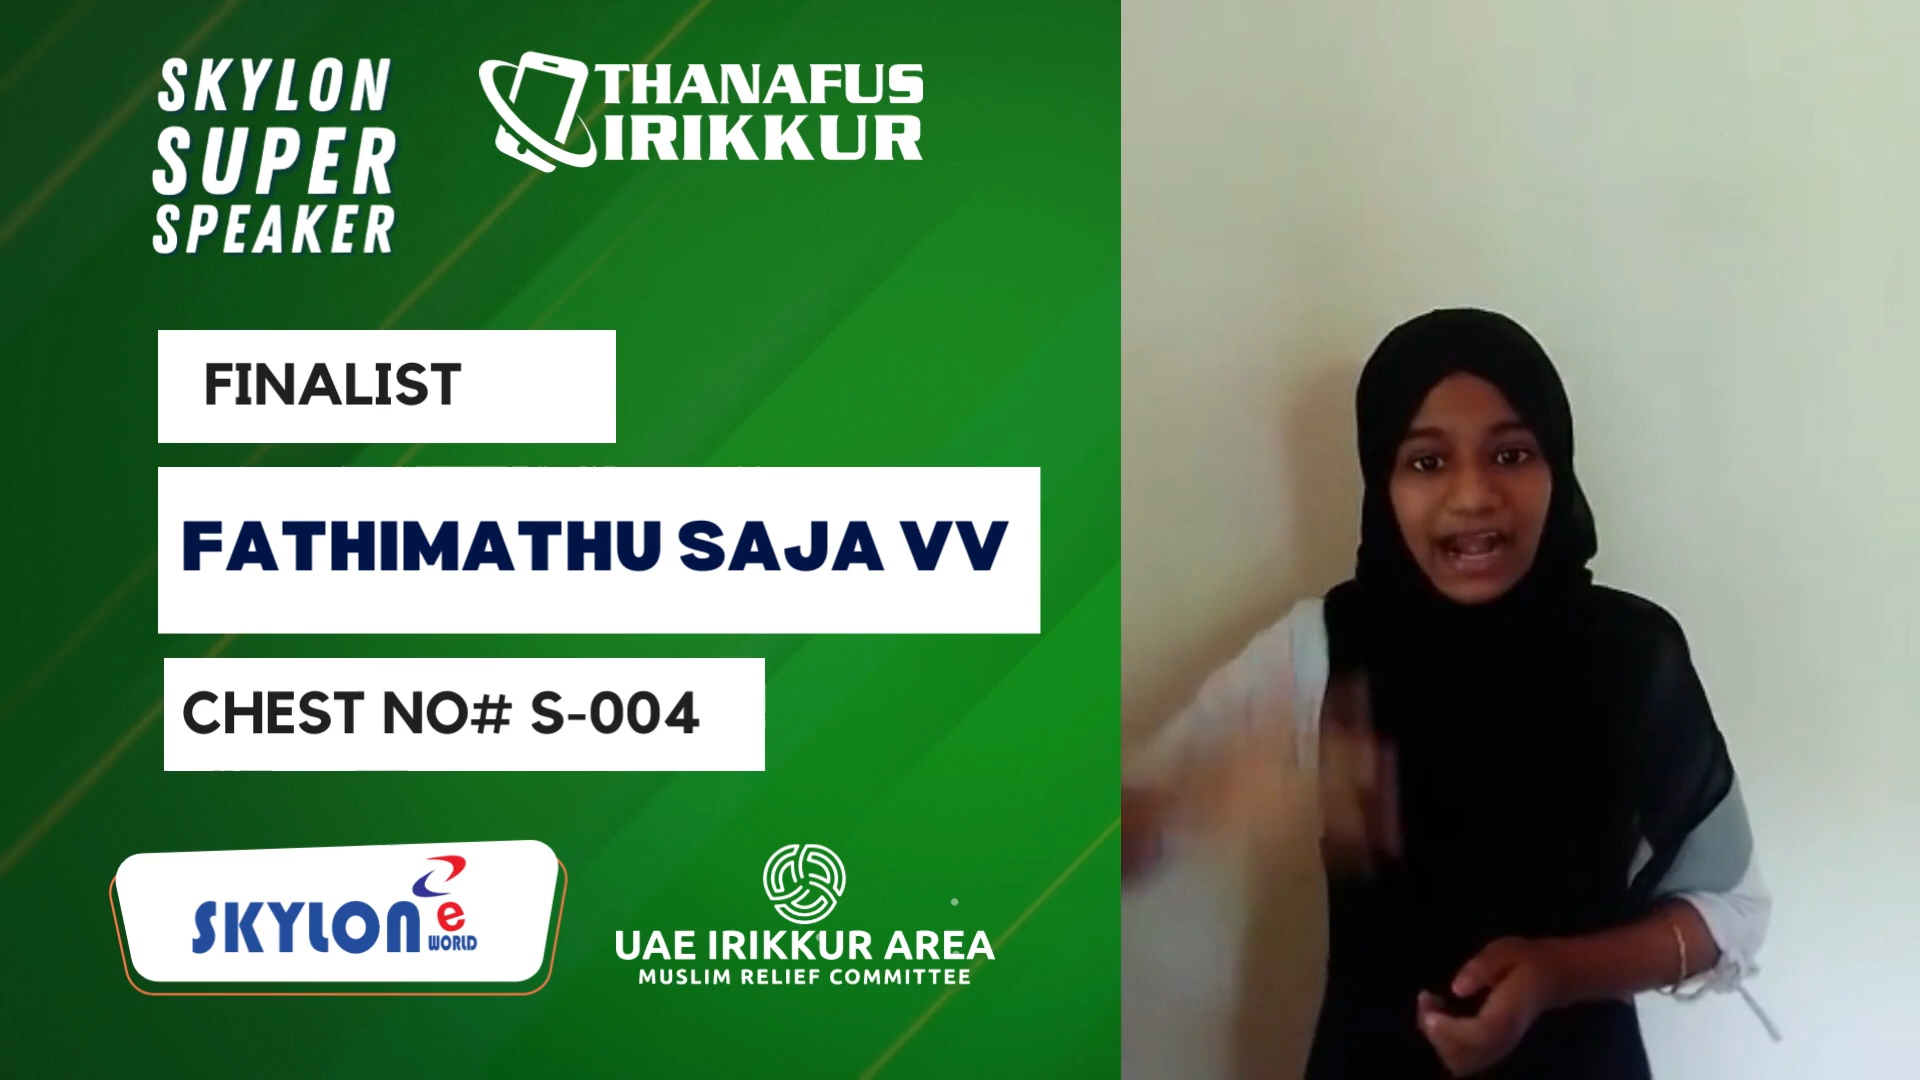 SKYLON
SUPER
SPEAKER
THANAFUS
IRIKKUR
FINALIST
FATHIMATHU SAJA VV
CHEST NO# S-004
SKYLON e WORLD
UAE IRIKKUR AREA
MUSLIM RELIEF COMMITTEE